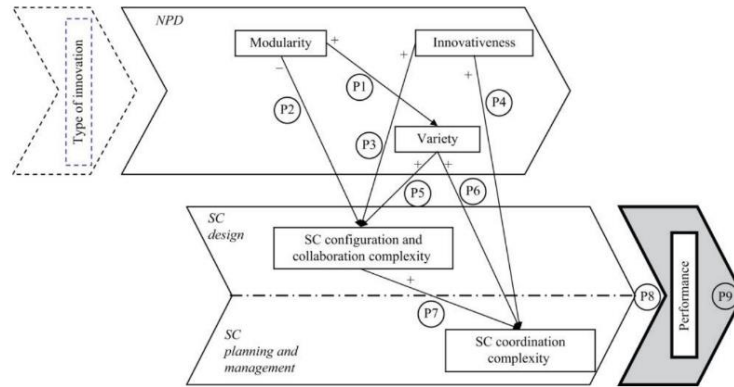 NPD
Type of innovation
Modularity
+
+
Innovativeness
−
+
P1
P2
P4
P3
Variety
+
+
P5
P6
SC
design
SC configuration and
collaboration complexity
+
P7
P8
Performance
P9
SC
planning and
management
SC coordination
complexity